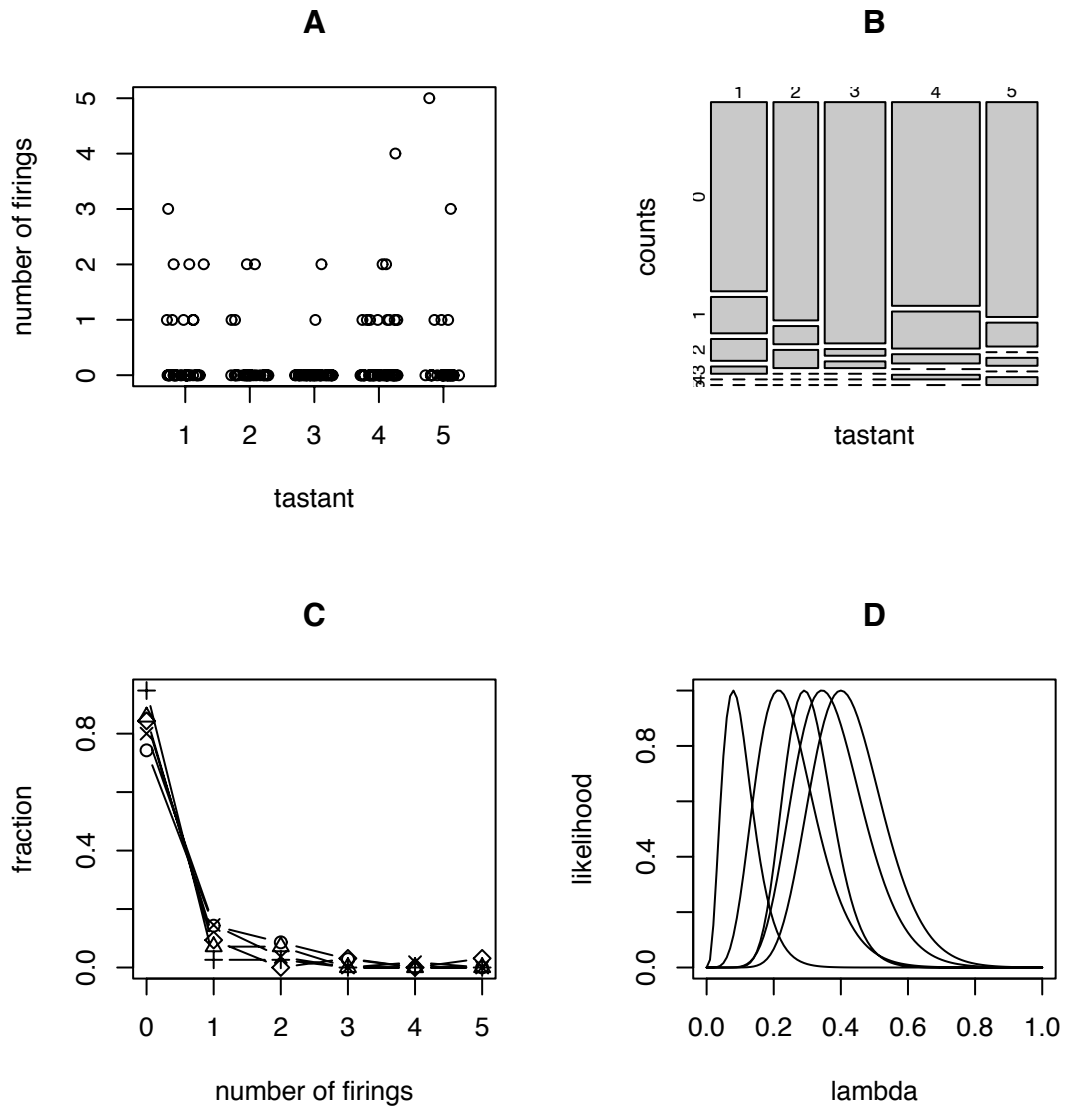 A
number of firings
5
4
3
2
1
0
1 2 3 4 5
tastant
B
1 2 3 4 5
counts
0
1
2
tastant
C
fraction
0.8
0.4
0.0
0 1 2 3 4 5
number of firings
D
likelihood
0.8
0.4
0.0
0.0 0.2 0.4 0.6 0.8 1.0
lambda